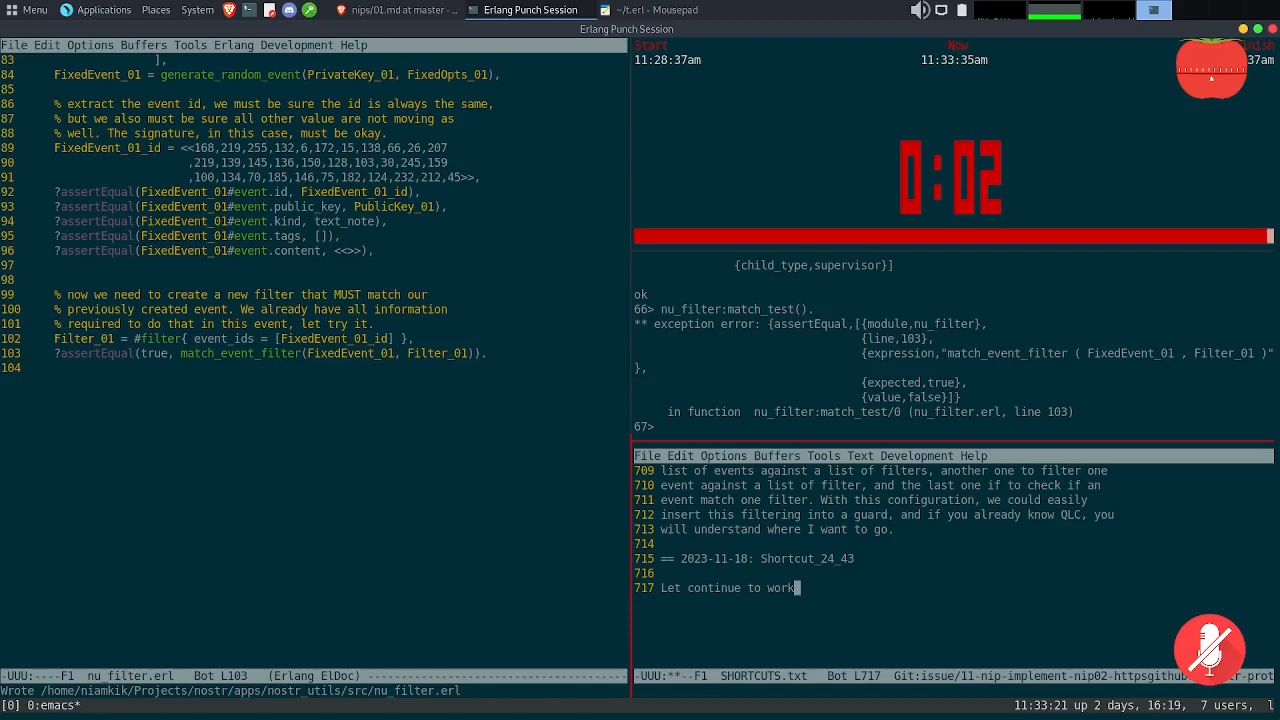 Menu Applications Places System nips/01.md at master - ... Erlang Punch Session ~/t.erl - Mousepad
Erlang Punch Session
File Edit Options Buffers Tools Erlang Development Help
83 ],
84 FixedEvent_01 = generate_random_event(PrivateKey_01, FixedOpts_01),
85
86 % extract the event id, we must be sure the id is always the same,
87 % but we also must be sure all other value are not moving as
88 % well. The signature, in this case, must be okay.
89 FixedEvent_01_id = <<168,219,255,132,6,172,15,138,66,26,207
90 ,219,139,145,136,150,128,103,30,245,159
91 ,100,134,70,185,146,75,182,124,232,212,45>>,
92 ?assertEqual(FixedEvent_01#event.id, FixedEvent_01_id),
93 ?assertEqual(FixedEvent_01#event.public_key, PublicKey_01),
94 ?assertEqual(FixedEvent_01#event.kind, text_note),
95 ?assertEqual(FixedEvent_01#event.tags, []),
96 ?assertEqual(FixedEvent_01#event.content, <<>>),
97
98
99 % now we need to create a new filter that MUST match our
100 % previously created event. We already have all information
101 % required to do that in this event, let try it.
102 Filter_01 = #filter{ event_ids = [FixedEvent_01_id] },
103 ?assertEqual(true, match_event_filter(FixedEvent_01, Filter_01)).
104
-UUU:----F1 nu_filter.erl Bot L103 (Erlang ElDoc)
Wrote /home/niamkik/Projects/nostr/apps/nostr_utils/src/nu_filter.erl
Start Now
11:28:37am 11:33:35am 37am
0:02
{child_type,supervisor}]
ok
66> nu_filter:match_test().
** exception error: {assertEqual,[{module,nu_filter},
{line,103},
{expression,"match_event_filter ( FixedEvent_01 , Filter_01 )"
},
{expected,true},
{value,false}]}
in function nu_filter:match_test/0 (nu_filter.erl, line 103)
67>
File Edit Options Buffers Tools Text Development Help
709 list of events against a list of filters, another one to filter one
710 event against a list of filter, and the last one if to check if an
711 event match one filter. With this configuration, we could easily
712 insert this filtering into a guard, and if you already know QLC, you
713 will understand where I want to go.
714
715 == 2023-11-18: Shortcut_24_43
716
717 Let continue to work
-UUU:**--F1 SHORTCUTS.txt Bot L717 Git:issue/11-nip-implement-nip02-httpsgithub
[0] 0:emacs* 11:33:21 up 2 days, 16:19, 7 users, l